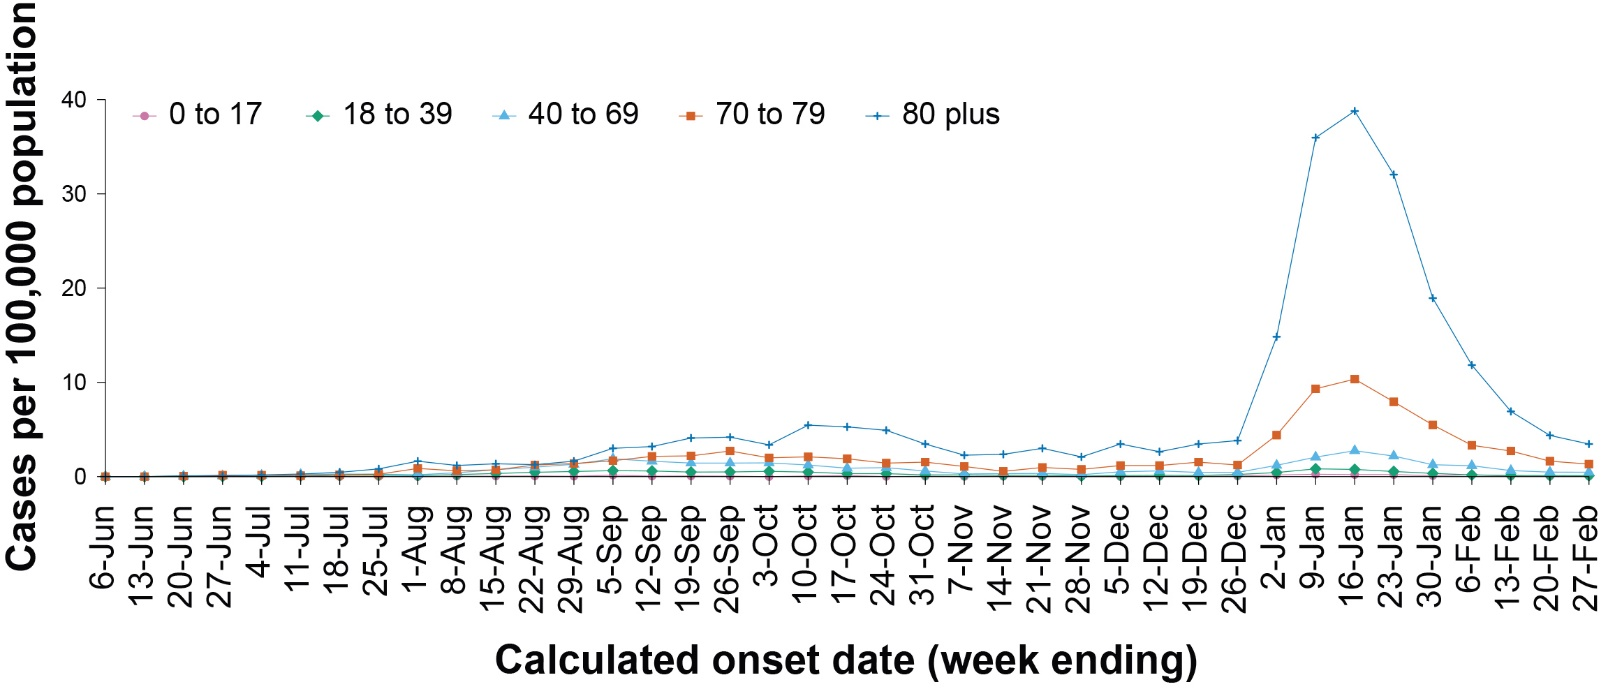 Cases per 100,000 population
40
30
20
10
0
0 to 17
18 to 39
40 to 69
70 to 79
80 plus
6-Jun
13-Jun
20-Jun
27-Jun
4-Jul
11-Jul
18-Jul
25-Jul
1-Aug
8-Aug
15-Aug
22-Aug
29-Aug
5-Sep
12-Sep
19-Sep
26-Sep
3-Oct
10-Oct
17-Oct
24-Oct
31-Oct
7-Nov
14-Nov
21-Nov
28-Nov
5-Dec
12-Dec
19-Dec
26-Dec
2-Jan
9-Jan
16-Jan
23-Jan
30-Jan
6-Feb
13-Feb
20-Feb
27-Feb
Calculated onset date (week ending)